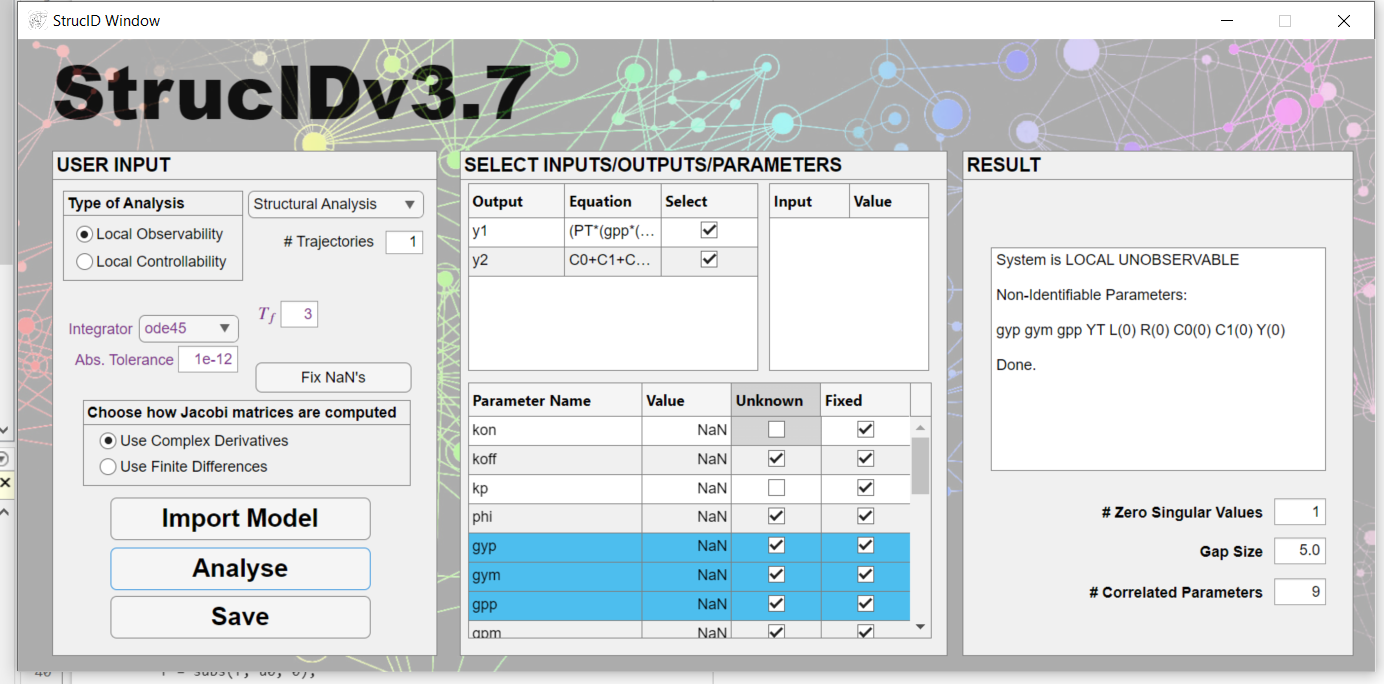 StrucID Window
StrucIDv3.7
USER INPUT
Type of Analysis
Local Observability
Local Controllability
Structural Analysis
# Trajectories 1
Integrator ode45
Tf 3
Abs. Tolerance 1e-12
Fix NaN's
Choose how Jacobi matrices are computed
Use Complex Derivatives
Use Finite Differences
Import Model
Analyse
Save
SELECT INPUTS/OUTPUTS/PARAMETERS
Output Equation Select
y1 (PT*(gpp*(...
y2 C0+C1+C...
Input Value
Parameter Name Value Unknown Fixed
kon NaN
koff NaN
kp NaN
phi NaN
gyp NaN
gym NaN
gpp NaN
gpm NaN
RESULT
System is LOCAL UNOBSERVABLE
Non-Identifiable Parameters:
gyp gym gpp YT L(0) R(0) C0(0) C1(0) Y(0)
Done.
# Zero Singular Values 1
Gap Size 5.0
# Correlated Parameters 9